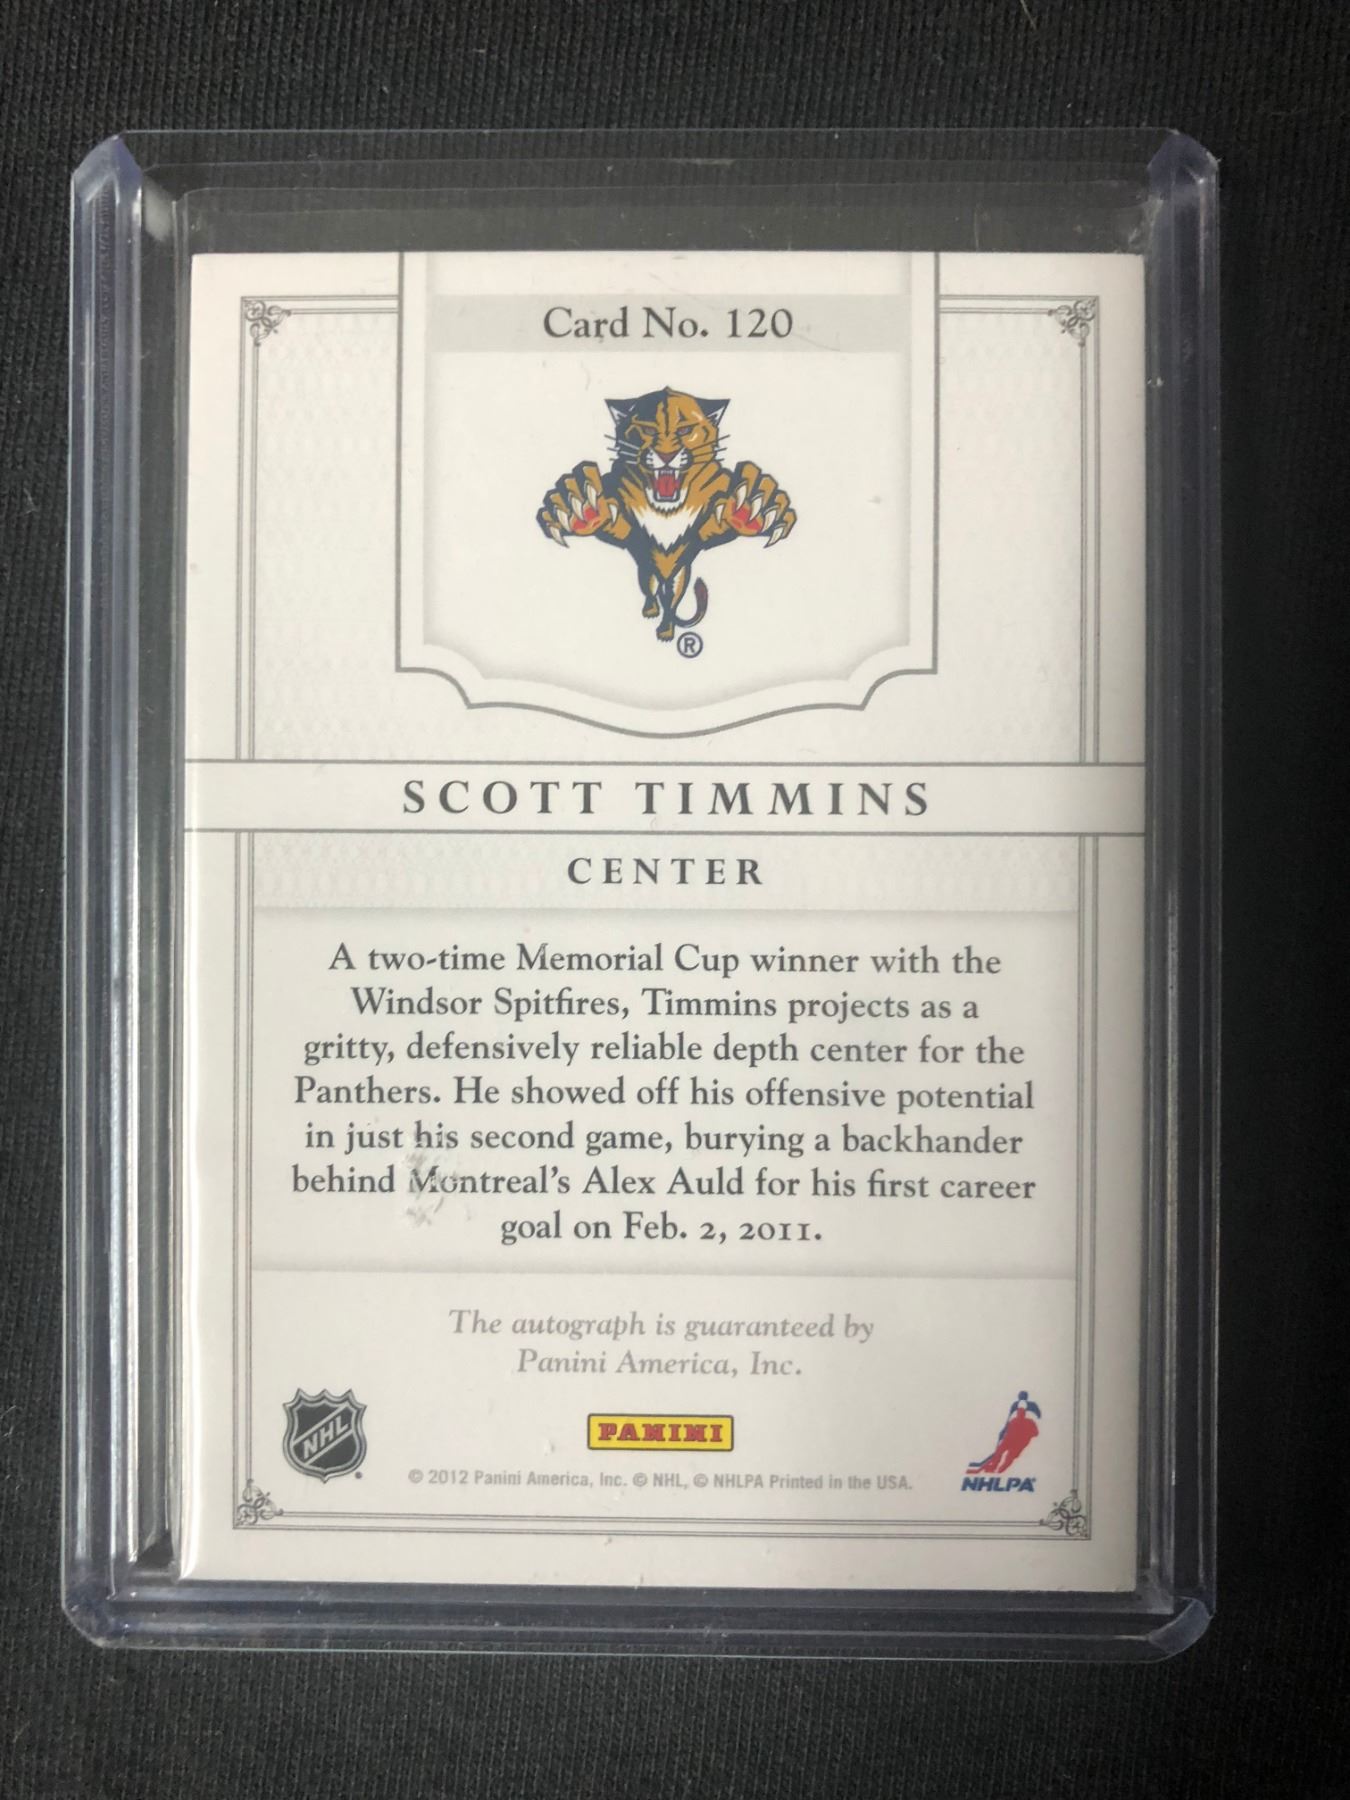 Card No. 120
®
SCOTT TIMMINS
CENTER
A two-time Memorial Cup winner with the
Windsor Spitfires, Timmins projects as a
gritty, defensively reliable depth center for the
Panthers. He showed off his offensive potential
in just his second game, burying a backhander
behind Montreal's Alex Auld for his first career
goal on Feb. 2, 2011.
The autograph is guaranteed by
Panini America, Inc.
NHL
PANINI
NHLPA
© 2012 Panini America, Inc. © NHL, © NHLPA Printed in the USA.